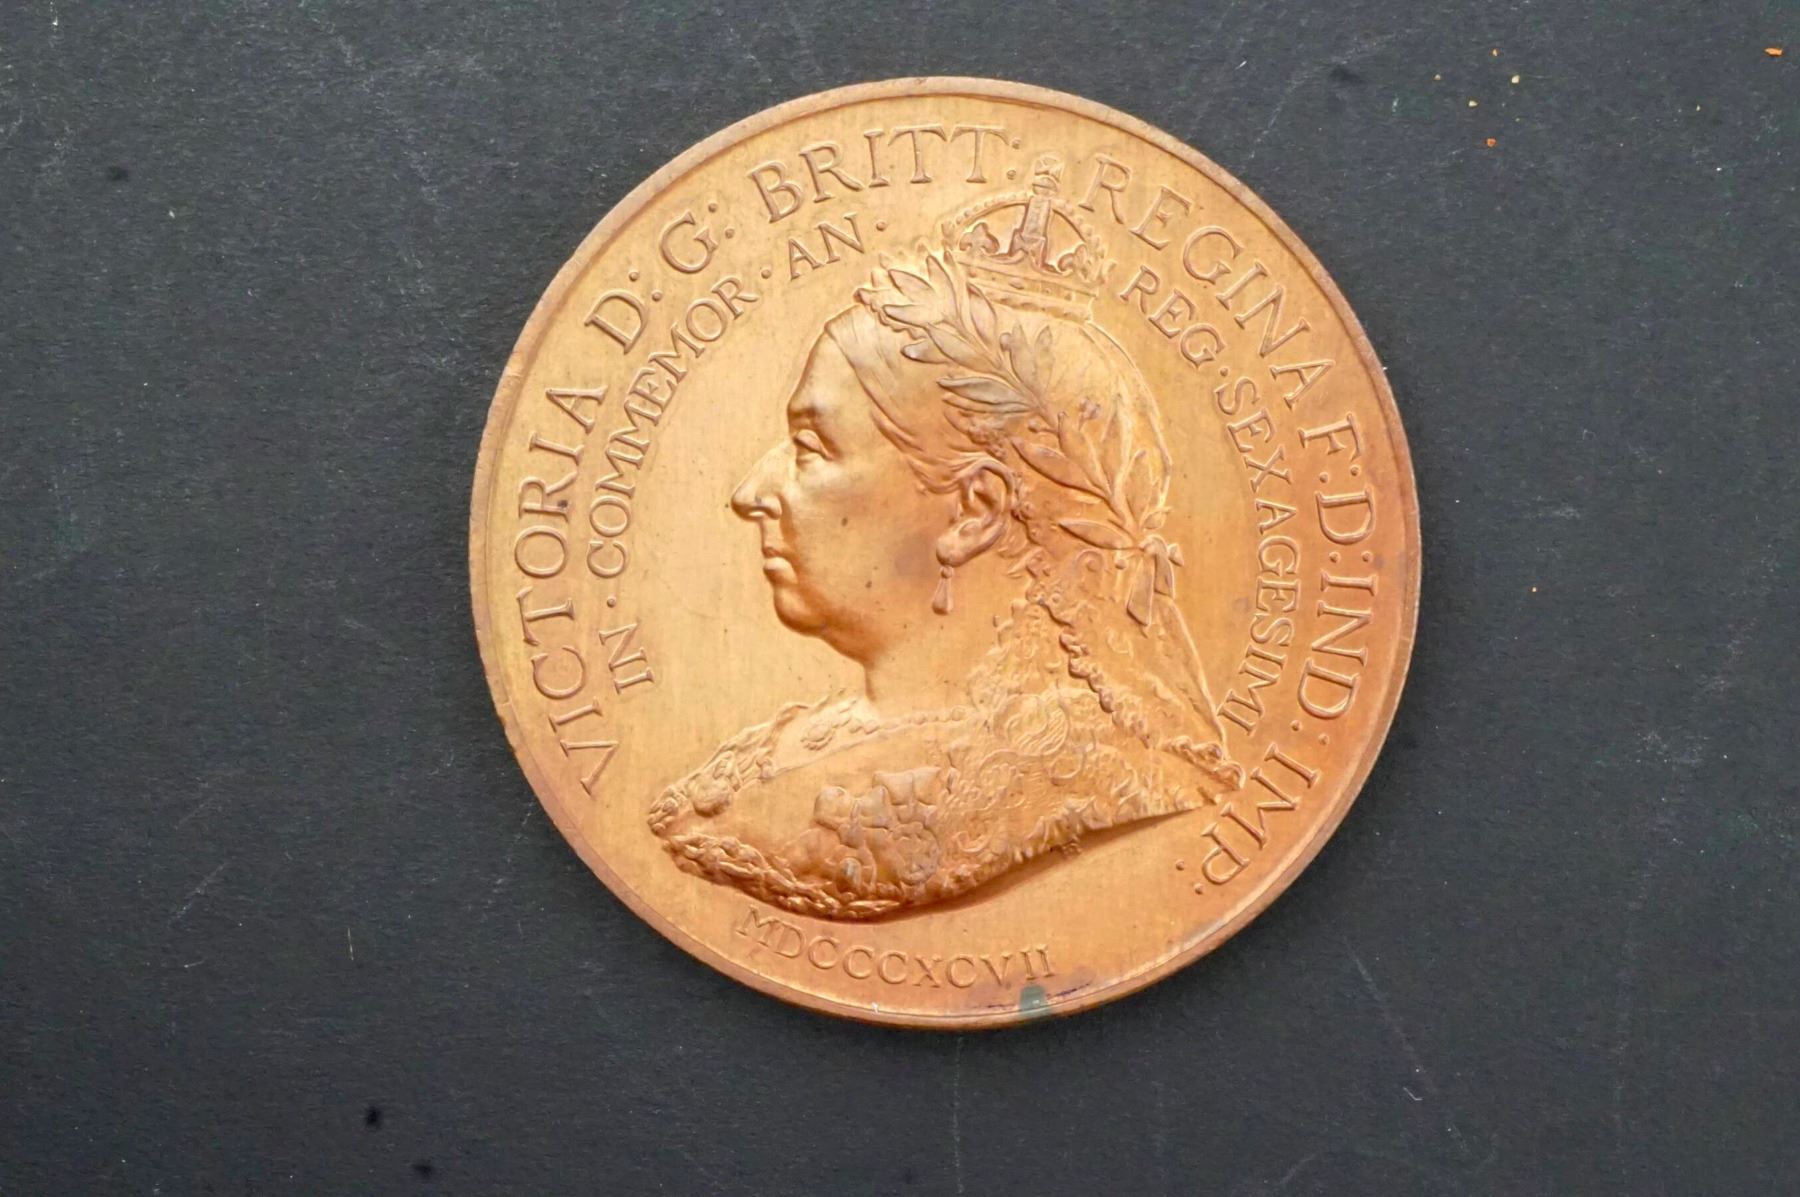 VICTORIA D: G: BRITT: REGINA F: D: IND: IMP:
IN · COMMEMOR · AN · REG · SEXAGESIMI
MDCCCXCVII